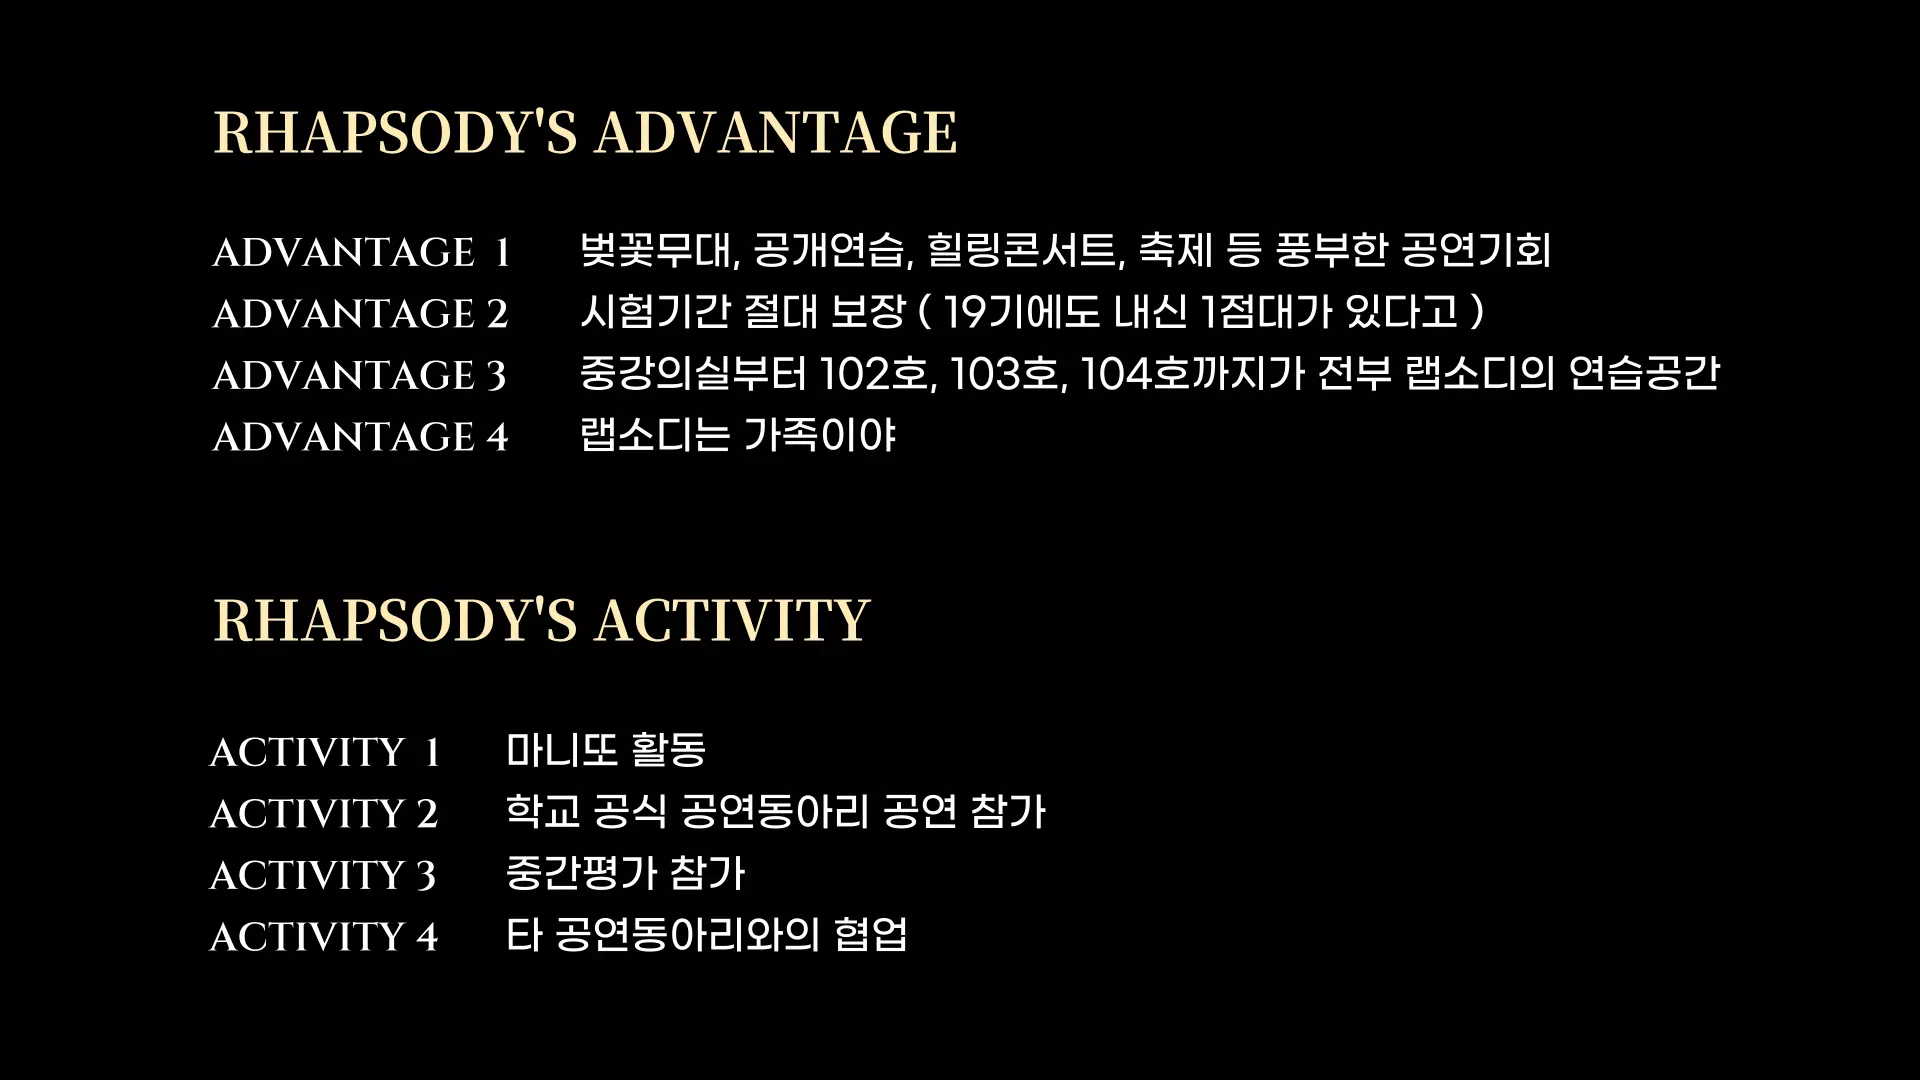 RHAPSODY'S ADVANTAGE
ADVANTAGE 1 벚꽃무대, 공개연습, 힐링콘서트, 축제 등 풍부한 공연기회
ADVANTAGE 2 시험기간 절대 보장 ( 19기에도 내신 1점대가 있다고 )
ADVANTAGE 3 중강의실부터 102호, 103호, 104호까지가 전부 랩소디의 연습공간
ADVANTAGE 4 랩소디는 가족이야
RHAPSODY'S ACTIVITY
ACTIVITY 1 마니또 활동
ACTIVITY 2 학교 공식 공연동아리 공연 참가
ACTIVITY 3 중간평가 참가
ACTIVITY 4 타 공연동아리와의 협업